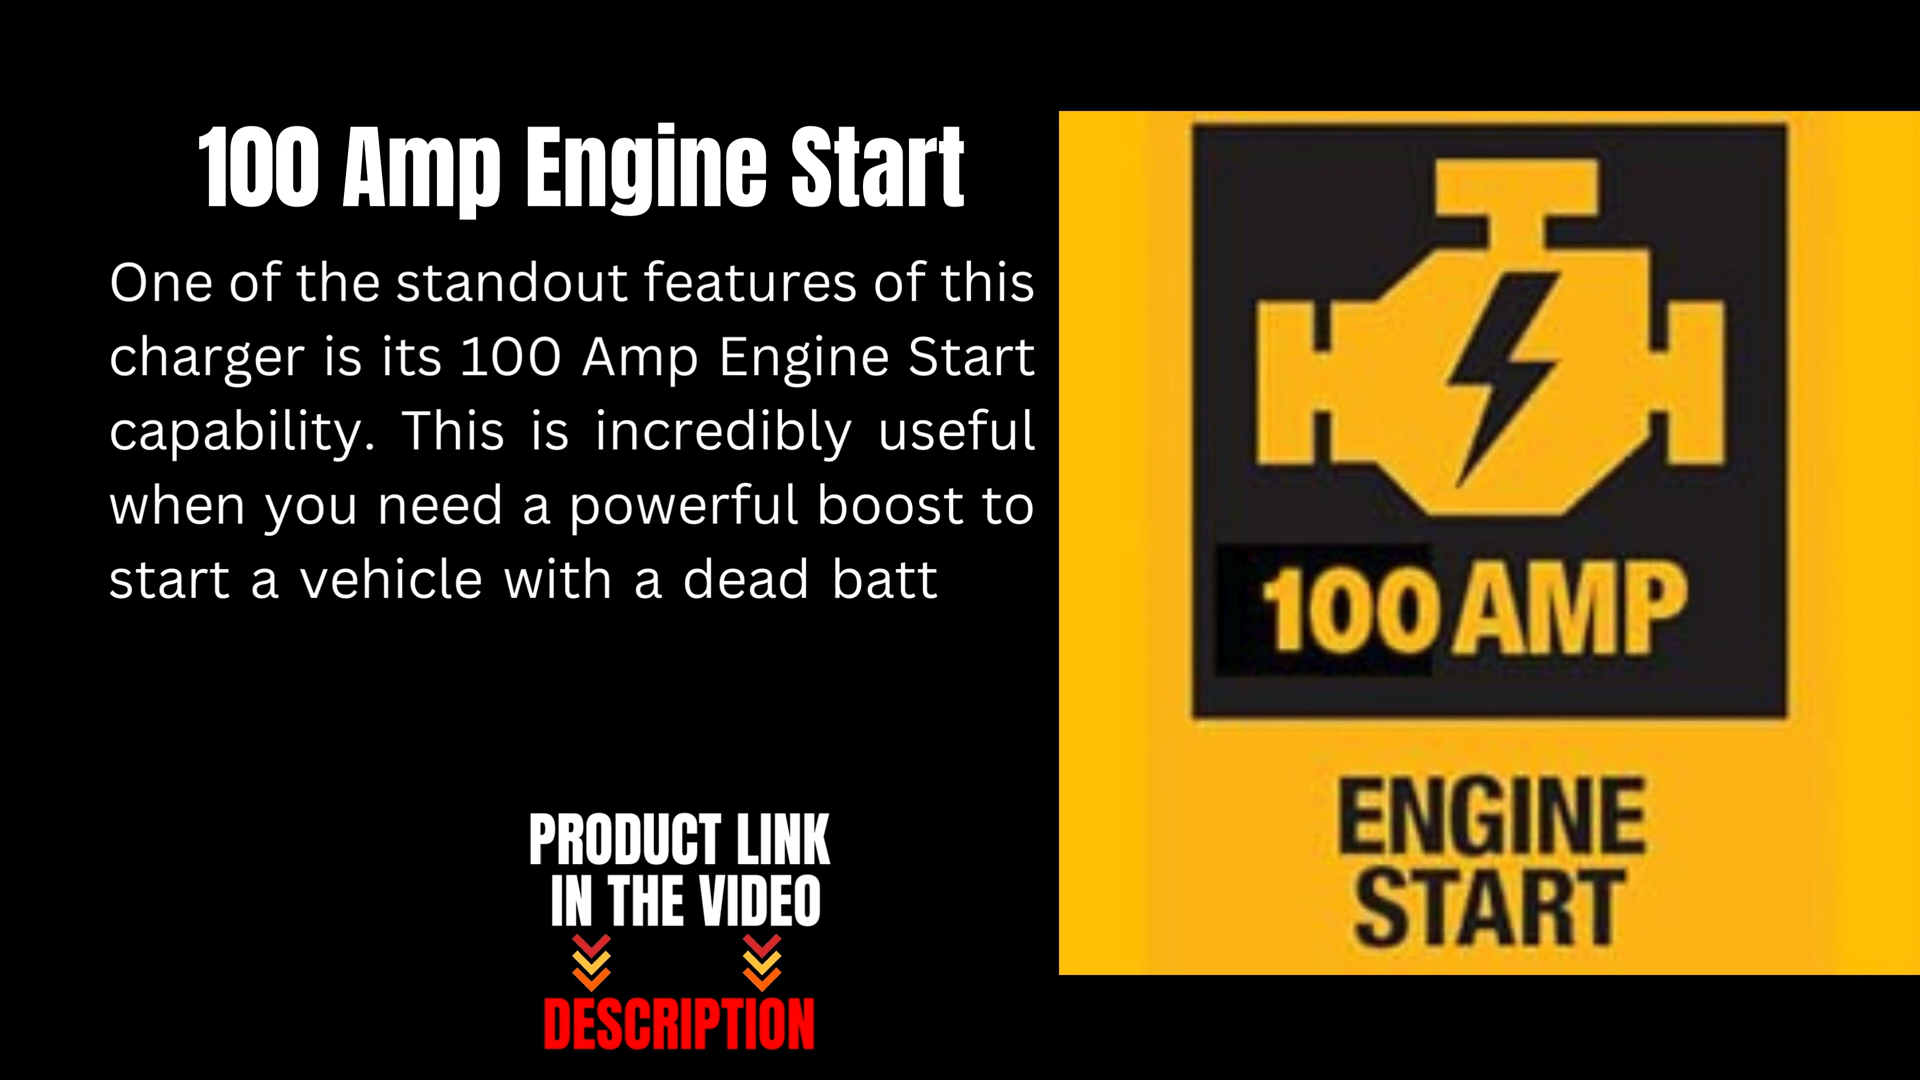 100 Amp Engine Start
One of the standout features of this
charger is its 100 Amp Engine Start
capability. This is incredibly useful
when you need a powerful boost to
start a vehicle with a dead batt
PRODUCT LINK
IN THE VIDEO
DESCRIPTION
100 AMP
ENGINE
START